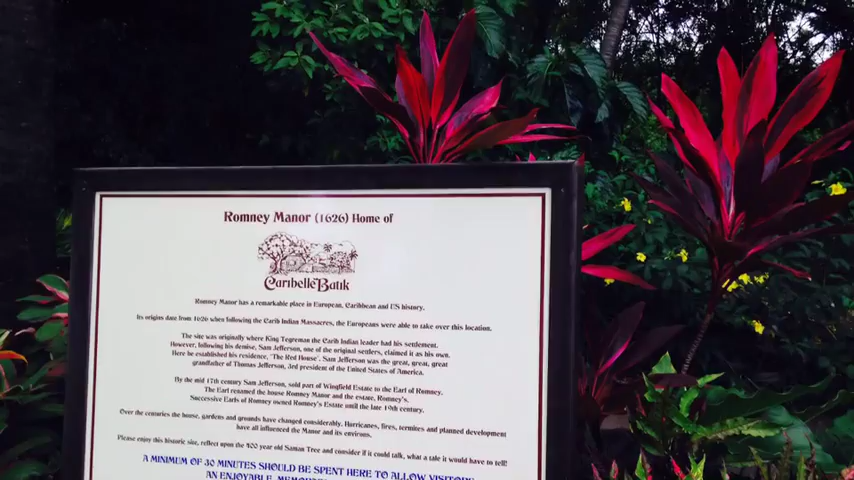 Romney Manor (1626) Home of
Caribelle Batik
Romney Manor has a remarkable place in European, Caribbean and US history.
Its origins date from 1626 when following the Carib Indian Massacres, the Europeans were able to take over this location.
The site was originally where King Tegreman the Carib Indian leader had his settlement.
However, following his demise, Sam Jefferson, one of the original settlers, claimed it as his own.
Here he established his residence, 'The Red House'. Sam Jefferson was the great, great, great
grandfather of Thomas Jefferson, 3rd president of the United States of America.
By the mid 17th century Sam Jefferson, sold part of Wingfield Estate to the Earl of Romney.
The Earl renamed the house Romney Manor and the estate, Romney's.
Successive Earls of Romney owned Romney's Estate until the late 19th century.
Over the centuries the house, gardens and grounds have changed considerably. Hurricanes, fires, termites and planned development
have all influenced the Manor and its environs.
Please enjoy this historic site, reflect upon the 400 year old Saman Tree and consider if it could talk, what a tale it would have to tell!
A MINIMUM OF 30 MINUTES SHOULD BE SPENT HERE TO ALLOW VISITORS
AN ENJOYABLE,